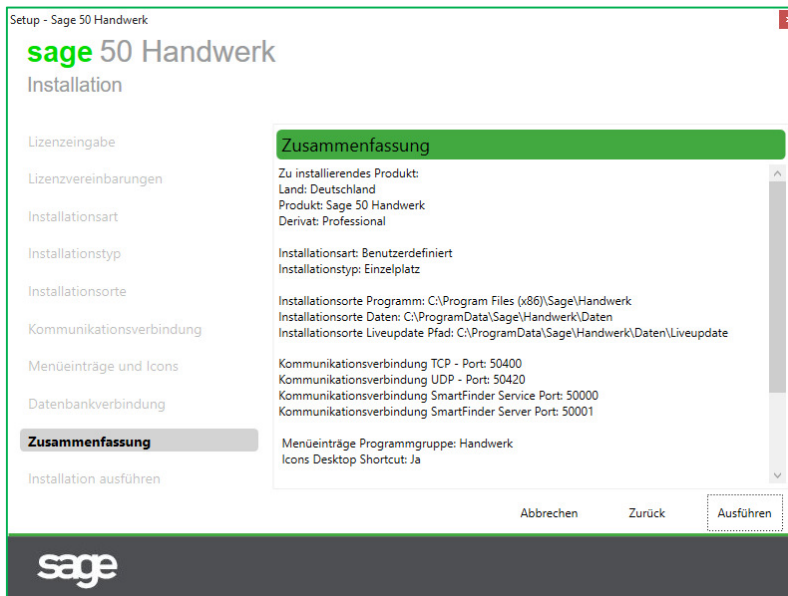 Setup - Sage 50 Handwerk
sage 50 Handwerk
Installation
Lizenzeingabe
Lizenzvereinbarungen
Installationsart
Installationstyp
Installationsorte
Kommunikationsverbindung
Menüeinträge und Icons
Datenbankverbindung
Zusammenfassung
Installation ausführen
Zusammenfassung
Zu installierendes Produkt:
Land: Deutschland
Produkt: Sage 50 Handwerk
Derivat: Professional
Installationsart: Benutzerdefiniert
Installationstyp: Einzelplatz
Installationsorte Programm: C:\Program Files (x86)\Sage\Handwerk
Installationsorte Daten: C:\ProgramData\Sage\Handwerk\Daten
Installationsorte Liveupdate Pfad: C:\ProgramData\Sage\Handwerk\Daten\Liveupdate
Kommunikationsverbindung TCP - Port: 50400
Kommunikationsverbindung UDP - Port: 50420
Kommunikationsverbindung SmartFinder Service Port: 50000
Kommunikationsverbindung SmartFinder Server Port: 50001
Menüeinträge Programmgruppe: Handwerk
Icons Desktop Shortcut: Ja
Abbrechen
Zurück
Ausführen
sage